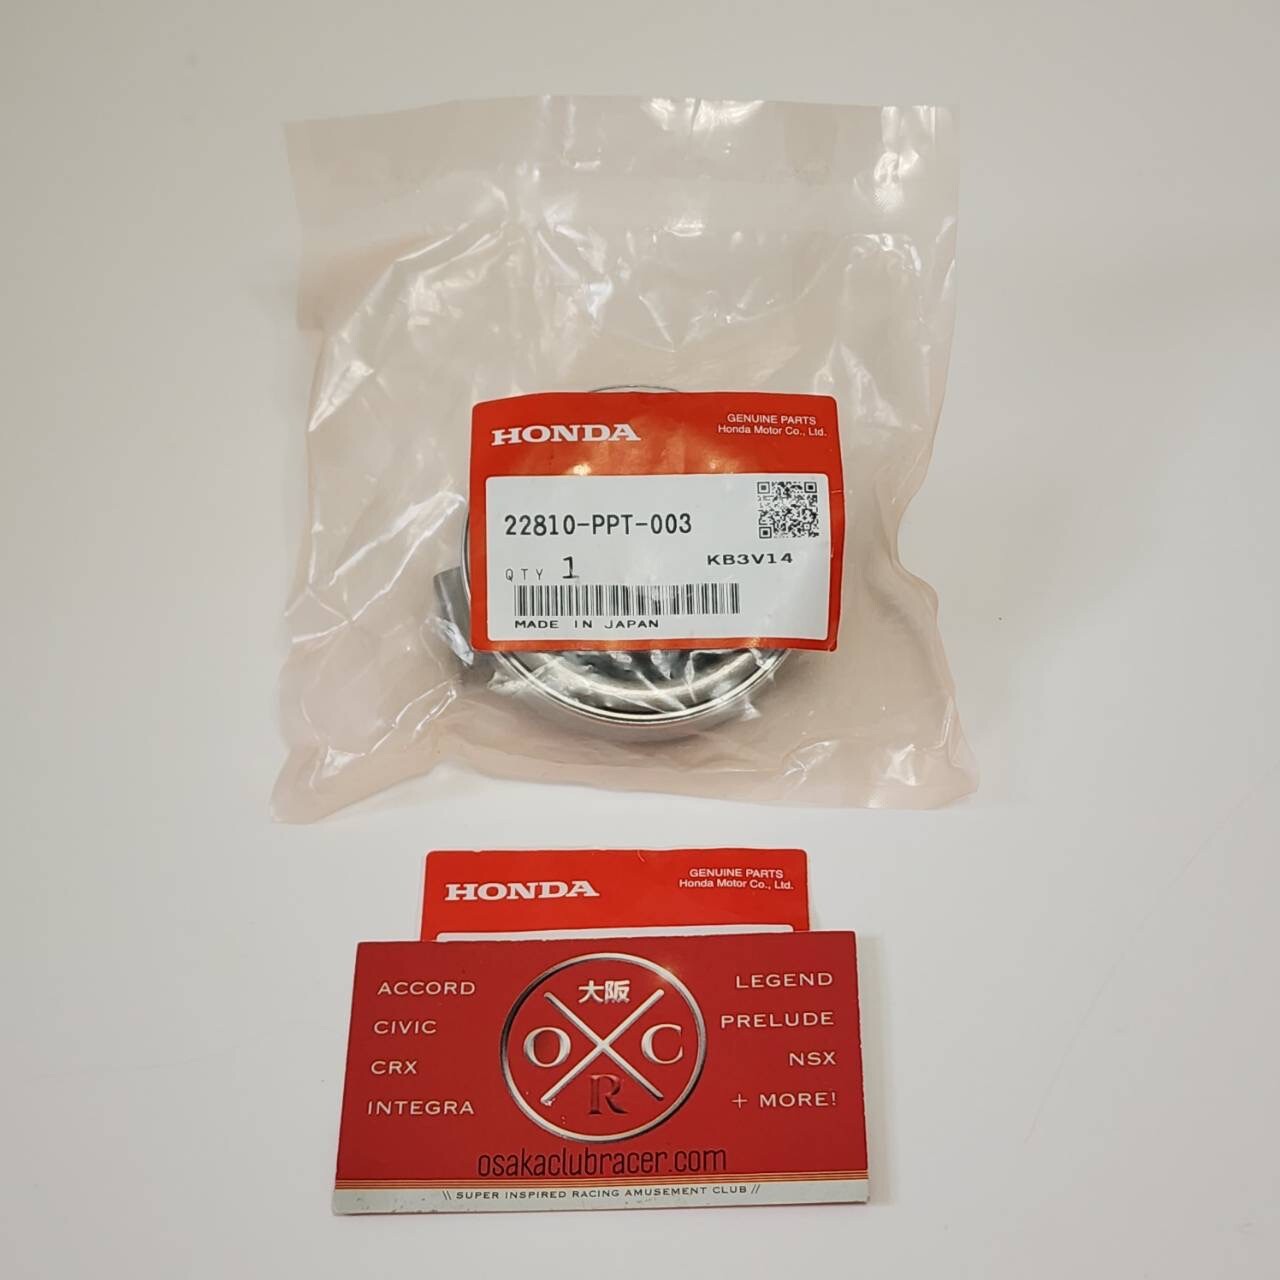 HONDA
GENUINE PARTS
Honda Motor Co., Ltd.
22810-PPT-003
KB3V14
QTY 1
MADE IN JAPAN
HONDA
GENUINE PARTS
Honda Motor Co., Ltd.
ACCORD
CIVIC
CRX
INTEGRA
大阪
O C
R
LEGEND
PRELUDE
NSX
+ MORE!
osakaclubracer.com
\\ SUPER INSPIRED RACING AMUSEMENT CLUB //